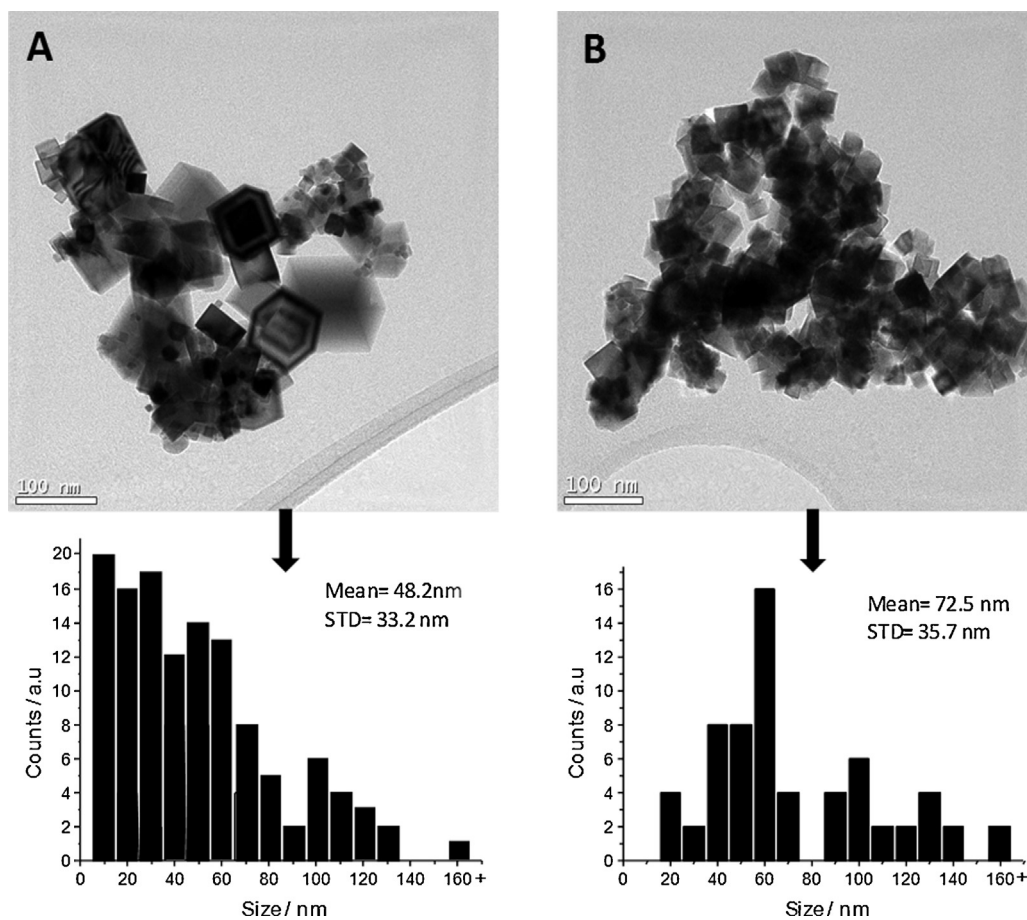 A
B
100 nm
100 nm
Mean= 48.2nm
STD= 33.2 nm
Counts / a.u
20
18
16
14
12
10
8
6
4
2
0
0 20 40 60 80 100 120 140 160 +
Size/ nm
Mean= 72.5 nm
STD= 35.7 nm
Counts / a.u
16
14
12
10
8
6
4
2
0
0 20 40 60 80 100 120 140 160 +
Size/ nm